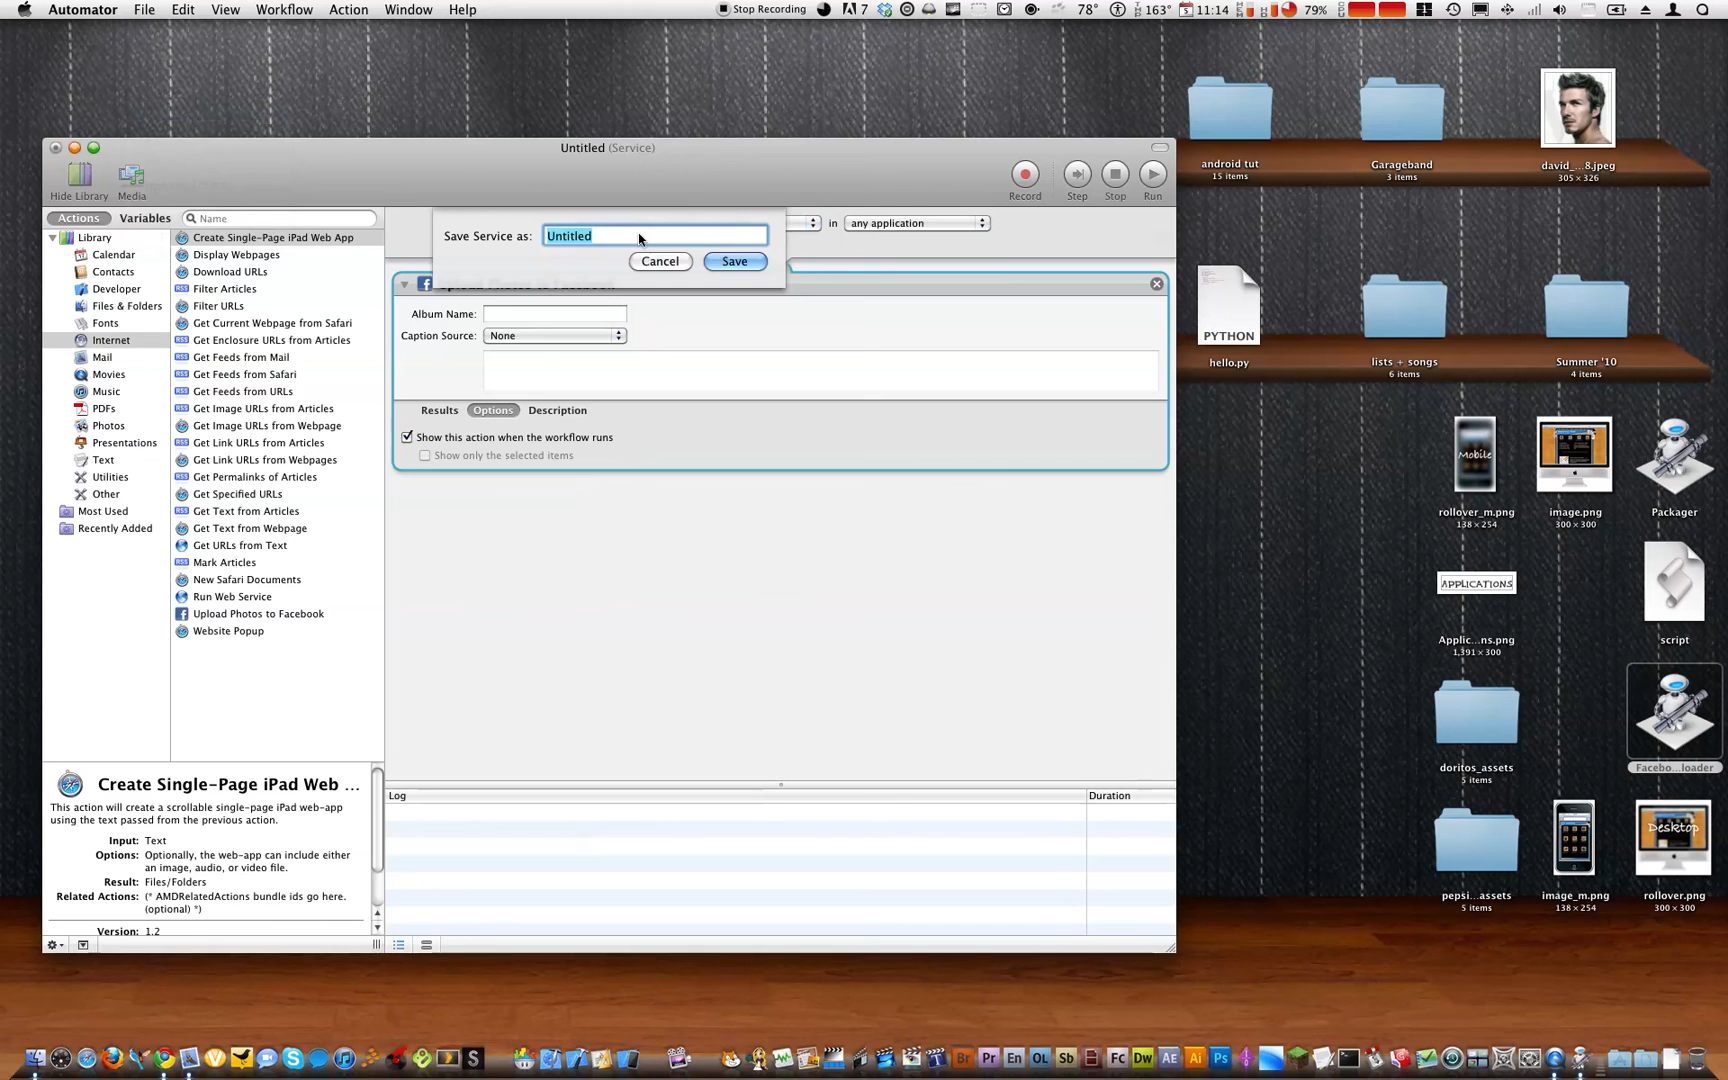 Automator File Edit View Workflow Action Window Help
Stop Recording 7 78° 163° 5 11:14 79%
Untitled (Service)
Hide Library Media Record Step Stop Run
Actions Variables Name
Save Service as: Untitled
Cancel Save
in any application
Library
Calendar
Contacts
Developer
Files & Folders
Fonts
Internet
Mail
Movies
Music
PDFs
Photos
Presentations
Text
Utilities
Other
Most Used
Recently Added
Create Single-Page iPad Web App
Display Webpages
Download URLs
Filter Articles
Filter URLs
Get Current Webpage from Safari
Get Enclosure URLs from Articles
Get Feeds from Mail
Get Feeds from Safari
Get Feeds from URLs
Get Image URLs from Articles
Get Image URLs from Webpage
Get Link URLs from Articles
Get Link URLs from Webpages
Get Permalinks of Articles
Get Specified URLs
Get Text from Articles
Get Text from Webpage
Get URLs from Text
Mark Articles
New Safari Documents
Run Web Service
Upload Photos to Facebook
Website Popup
Album Name:
Caption Source: None
Results Options Description
Show this action when the workflow runs
Show only the selected items
Log Duration
Create Single-Page iPad Web ...
This action will create a scrollable single-page iPad web-app
using the text passed from the previous action.
Input: Text
Options: Optionally, the web-app can include either
an image, audio, or video file.
Result: Files/Folders
Related Actions: (* AMDRelatedActions bundle ids go here.
(optional) *)
Version: 1.2
android tut
15 items
Garageband
3 items
david_...8.jpeg
305 × 326
PYTHON
hello.py
lists + songs
6 items
Summer '10
4 items
Mobile
rollover_m.png
138 × 254
image.png
300 × 300
Packager
APPLICATIONS
Applic...ns.png
1,391 × 300
script
doritos_assets
5 items
Facebo...loader
pepsi...assets
5 items
image_m.png
138 × 254
Desktop
rollover.png
300 × 300
Br Pr En OL Sb Fc Dw Ae Ai Ps